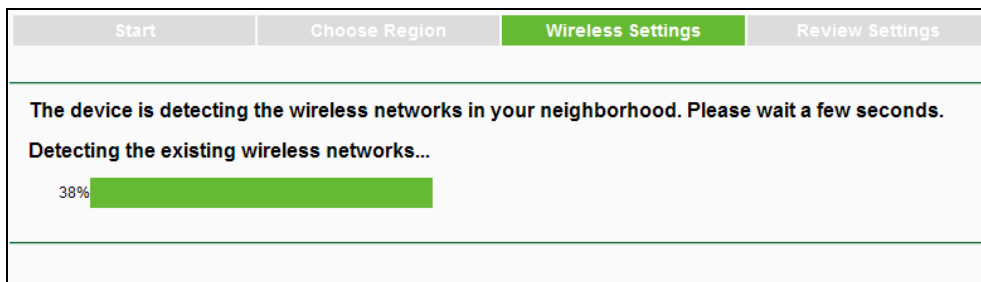 Start Choose Region Wireless Settings Review Settings
The device is detecting the wireless networks in your neighborhood. Please wait a few seconds.
Detecting the existing wireless networks...
38%